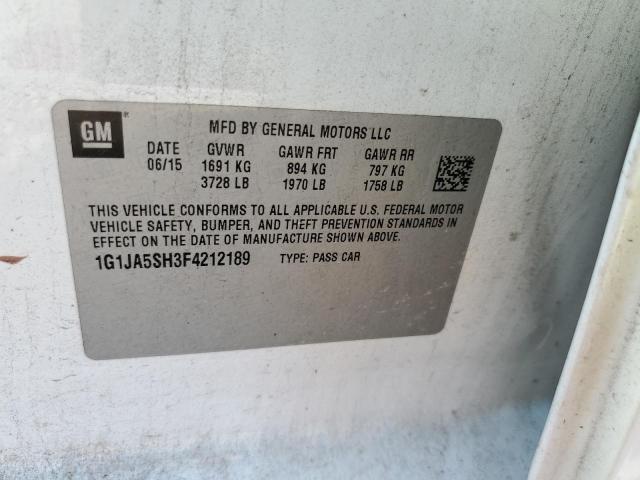 GM®
MFD BY GENERAL MOTORS LLC
DATE GVWR GAWR FRT GAWR RR
06/15 1691 KG 894 KG 797 KG
3728 LB 1970 LB 1758 LB
THIS VEHICLE CONFORMS TO ALL APPLICABLE U.S. FEDERAL MOTOR
VEHICLE SAFETY, BUMPER, AND THEFT PREVENTION STANDARDS
IN EFFECT ON THE DATE OF MANUFACTURE SHOWN ABOVE.
1G1JA5SH3F4212189 TYPE: PASS CAR